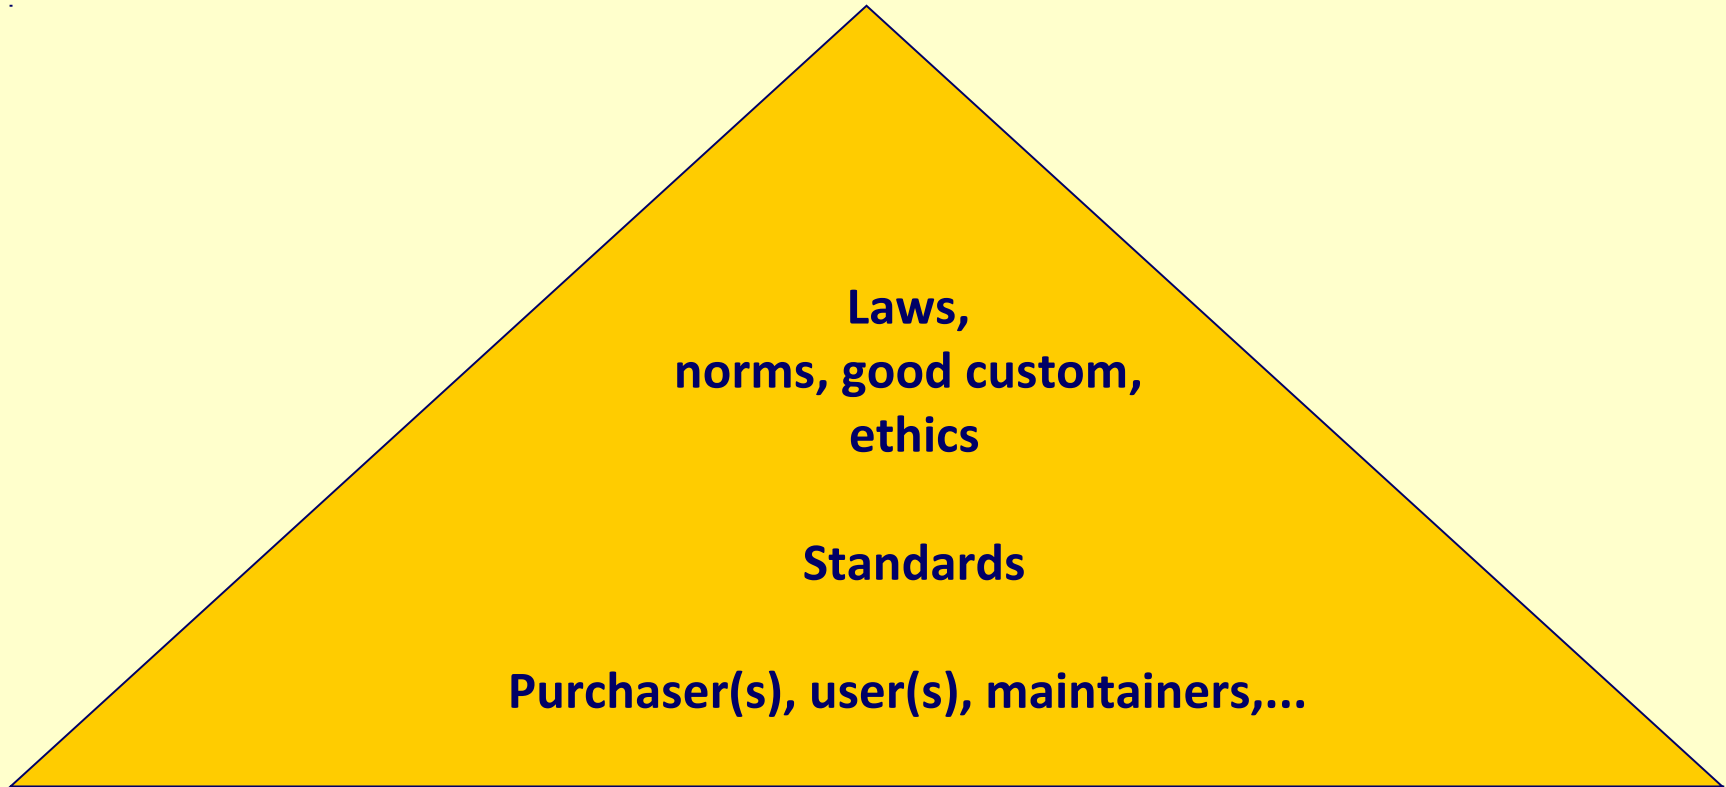 Laws,
norms, good custom,
ethics
Standards
Purchaser(s), user(s), maintainers,...